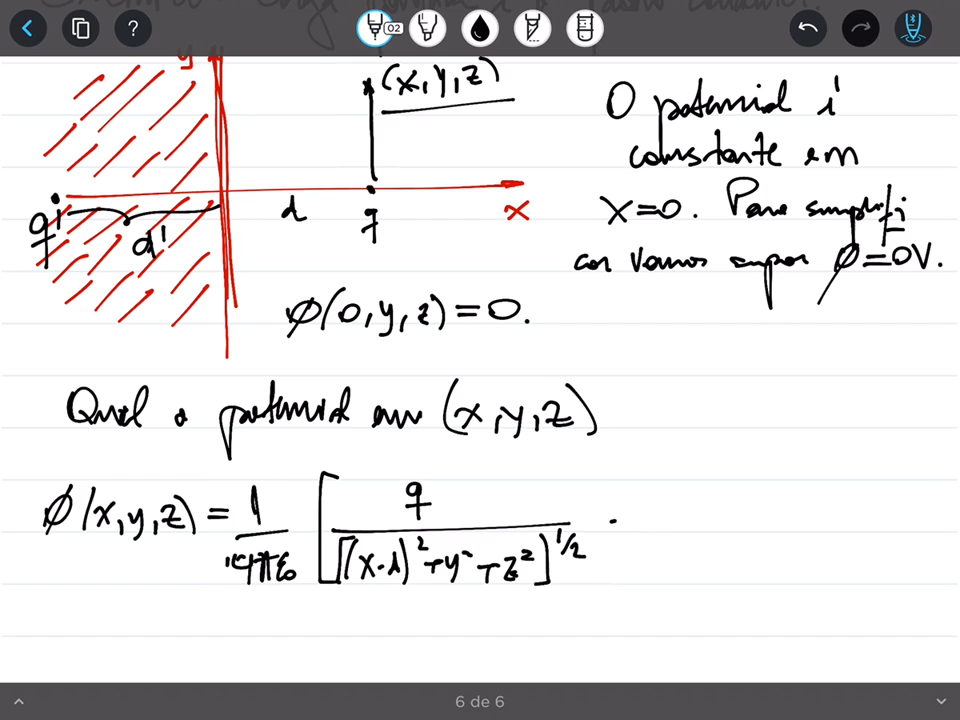 02
?
y
(x, y, z)
O potencial é
constante em
x=0. Para simplifi
car vamos supor ϕ=0V.
q'
d'
d
q
x
ϕ(0, y, z) = 0.
Qual o potencial em (x, y, z)
ϕ(x, y, z) = 1/4πε₀ [ q / [(x-d)² + y² + z²]^1/2
6 de 6